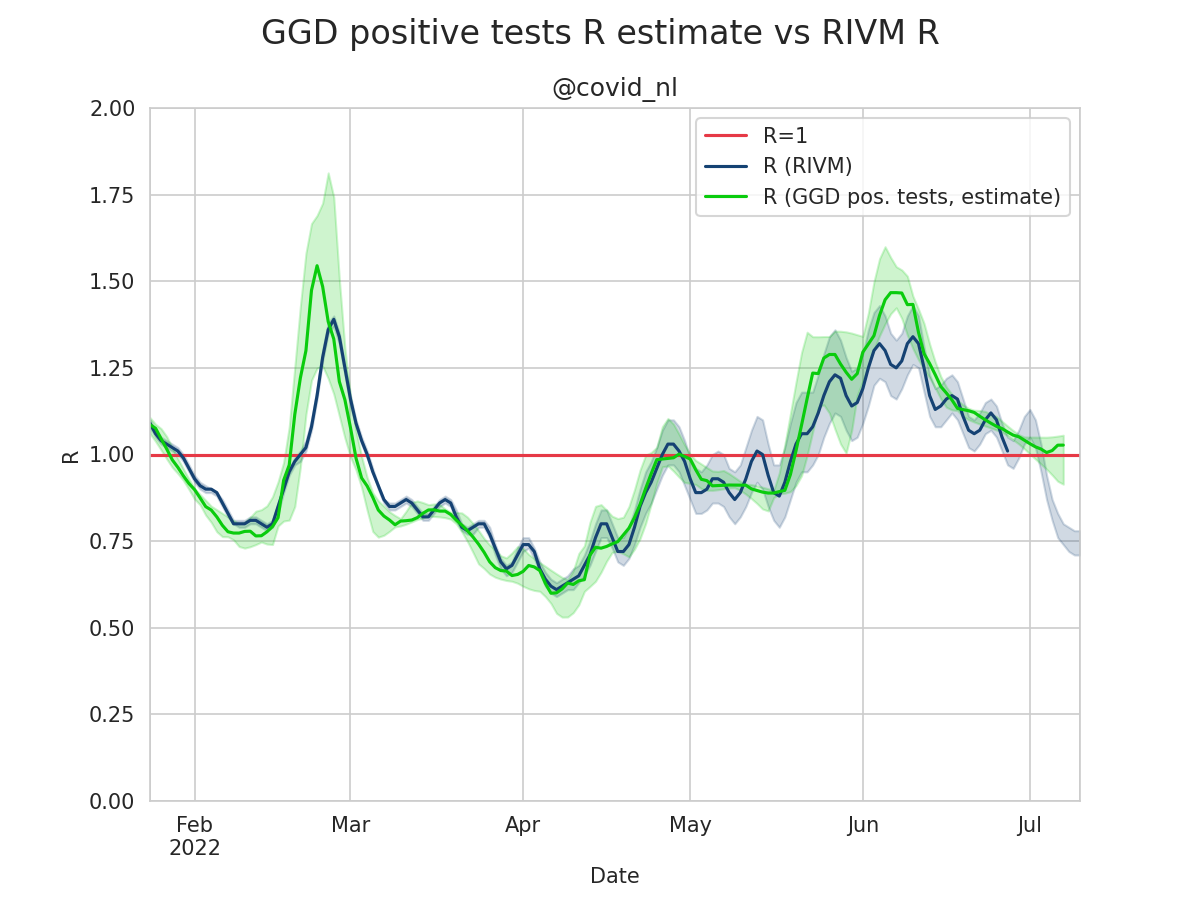 GGD positive tests R estimate vs RIVM R
@covid_nl
2.00
1.75
1.50
1.25
1.00
0.75
0.50
0.25
0.00
R
R=1
R (RIVM)
R (GGD pos. tests, estimate)
Feb Mar Apr May Jun Jul
2022
Date